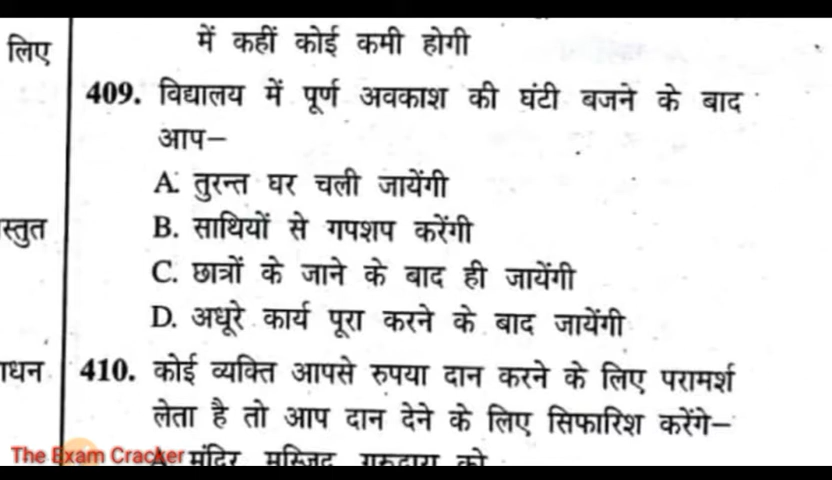 लिए
स्तुत
ाधन
में कहीं कोई कमी होगी
409. विद्यालय में पूर्ण अवकाश की घंटी बजने के बाद
आप–
A. तुरन्त घर चली जायेंगी
B. साथियों से गपशप करेंगी
C. छात्रों के जाने के बाद ही जायेंगी
D. अधूरे कार्य पूरा करने के बाद जायेंगी
410. कोई व्यक्ति आपसे रुपया दान करने के लिए परामर्श
लेता है तो आप दान देने के लिए सिफारिश करेंगे–
A. मंदिर मस्जिद गुरुद्वारा को
The Exam Cracker